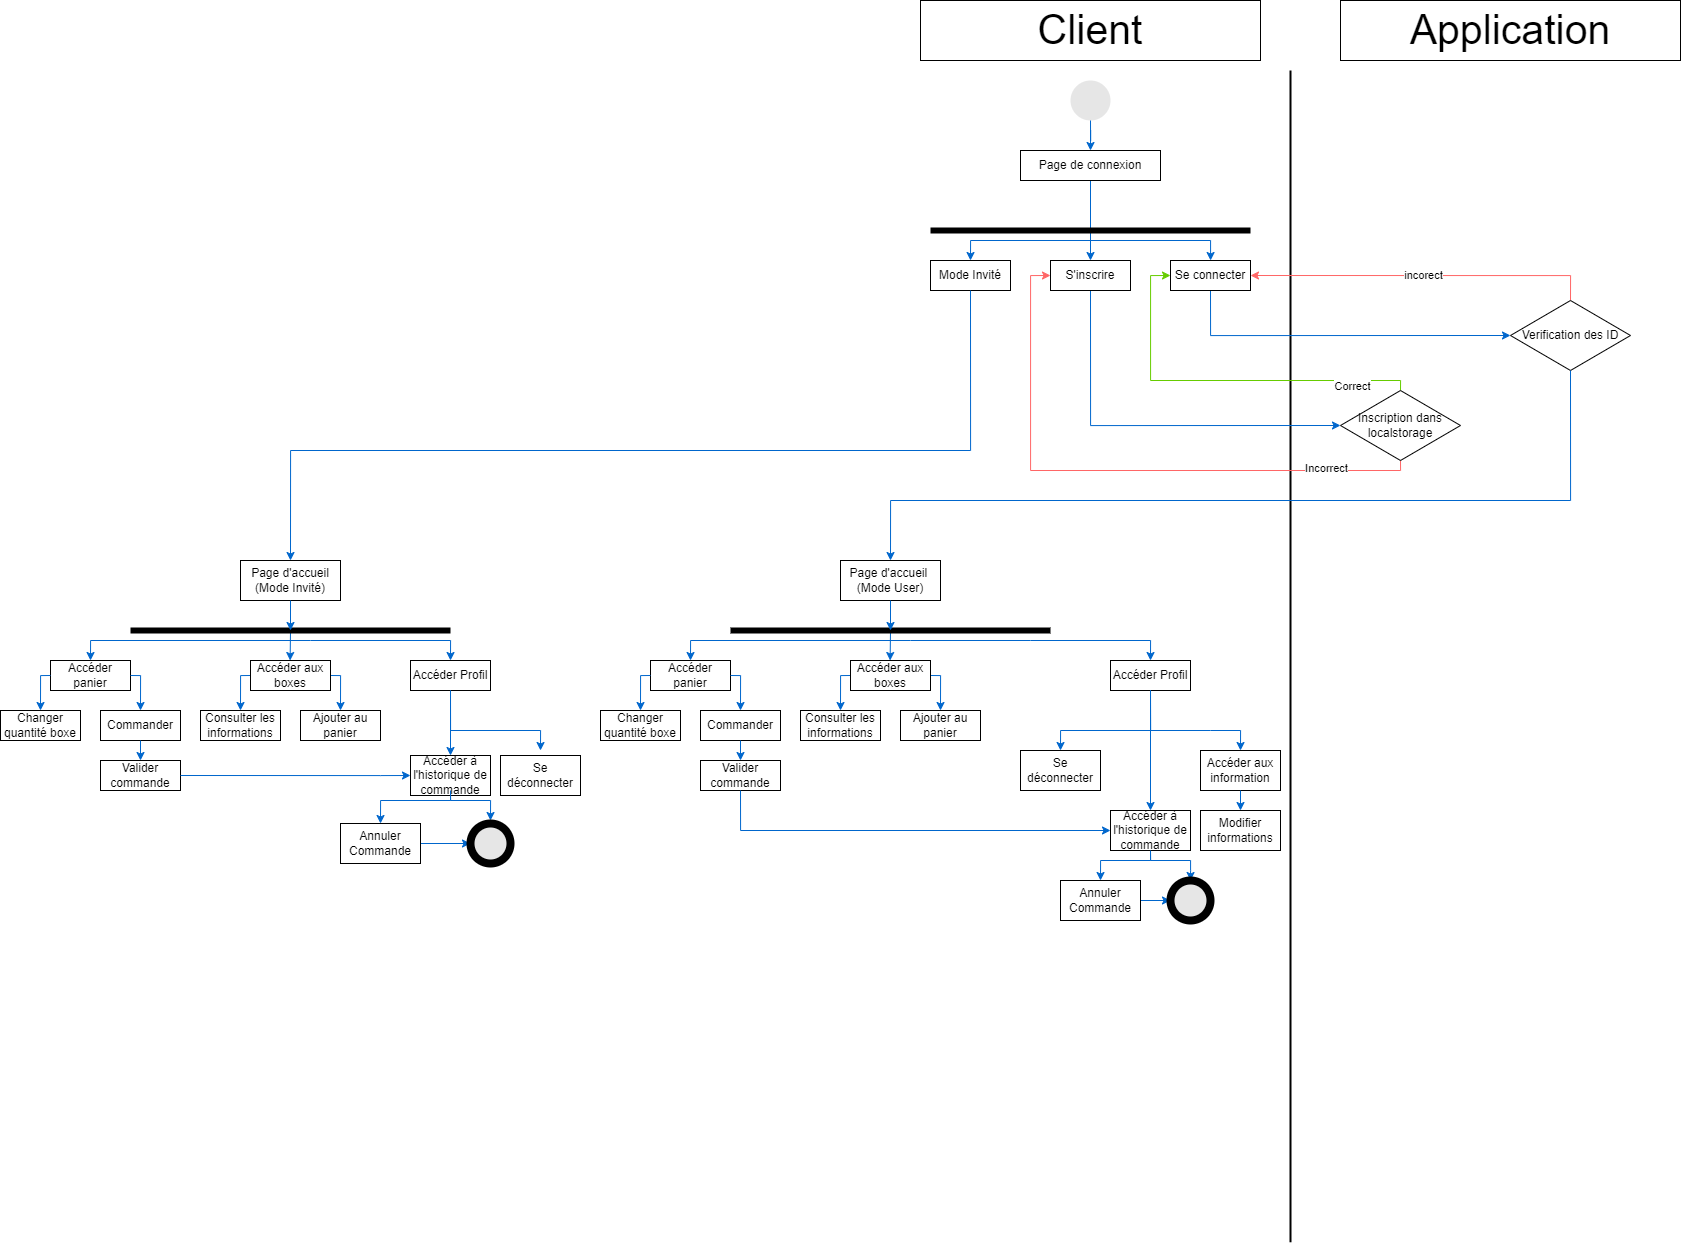 Client
Application
Page de connexion
Mode Invité
S'inscrire
Se connecter
incorect
Verification des ID
Correct
Inscription dans
localstorage
Incorrect
Page d'accueil
(Mode Invité)
Page d'accueil
(Mode User)
Accéder
panier
Accéder aux
boxes
Accéder Profil
Accéder
panier
Accéder aux
boxes
Accéder Profil
Changer
quantité boxe
Commander
Consulter les
informations
Ajouter au
panier
Changer
quantité boxe
Commander
Consulter les
informations
Ajouter au
panier
Valider
commande
Accéder à
l'historique de
commande
Se
déconnecter
Valider
commande
Se
déconnecter
Accéder aux
information
Annuler
Commande
Accéder à
l'historique de
commande
Modifier
informations
Annuler
Commande